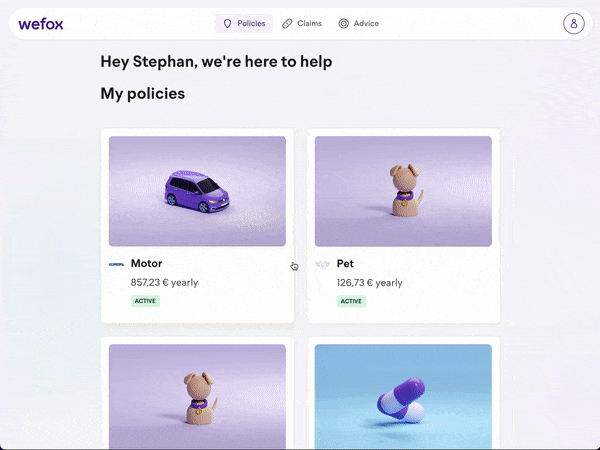 wefox
Policies
Claims
Advice
Hey Stephan, we're here to help
My policies
Motor
857,23 € yearly
ACTIVE
Pet
126,73 € yearly
ACTIVE